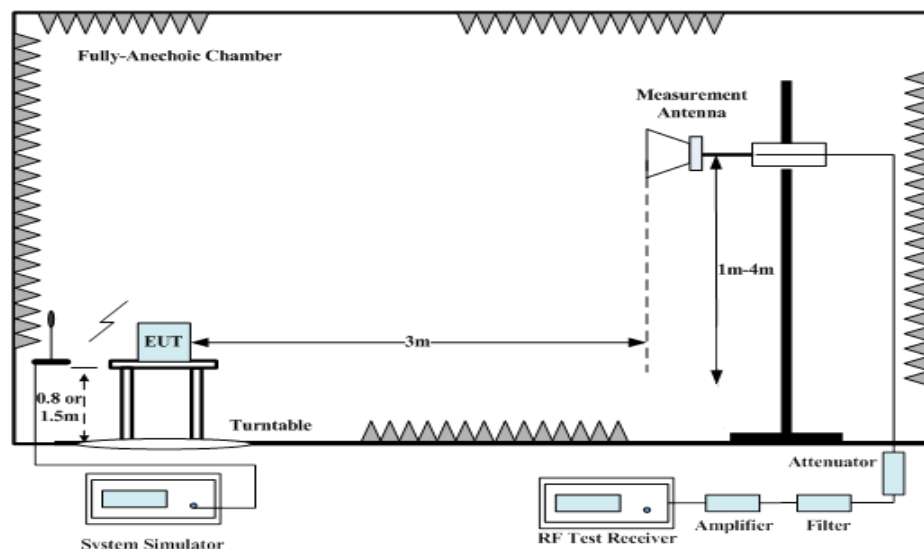 Fully-Anechoic Chamber
Measurement
Antenna
1m-4m
EUT
3m
0.8 or
1.5m
Turntable
Attenuator
System Simulator
RF Test Receiver
Amplifier
Filter